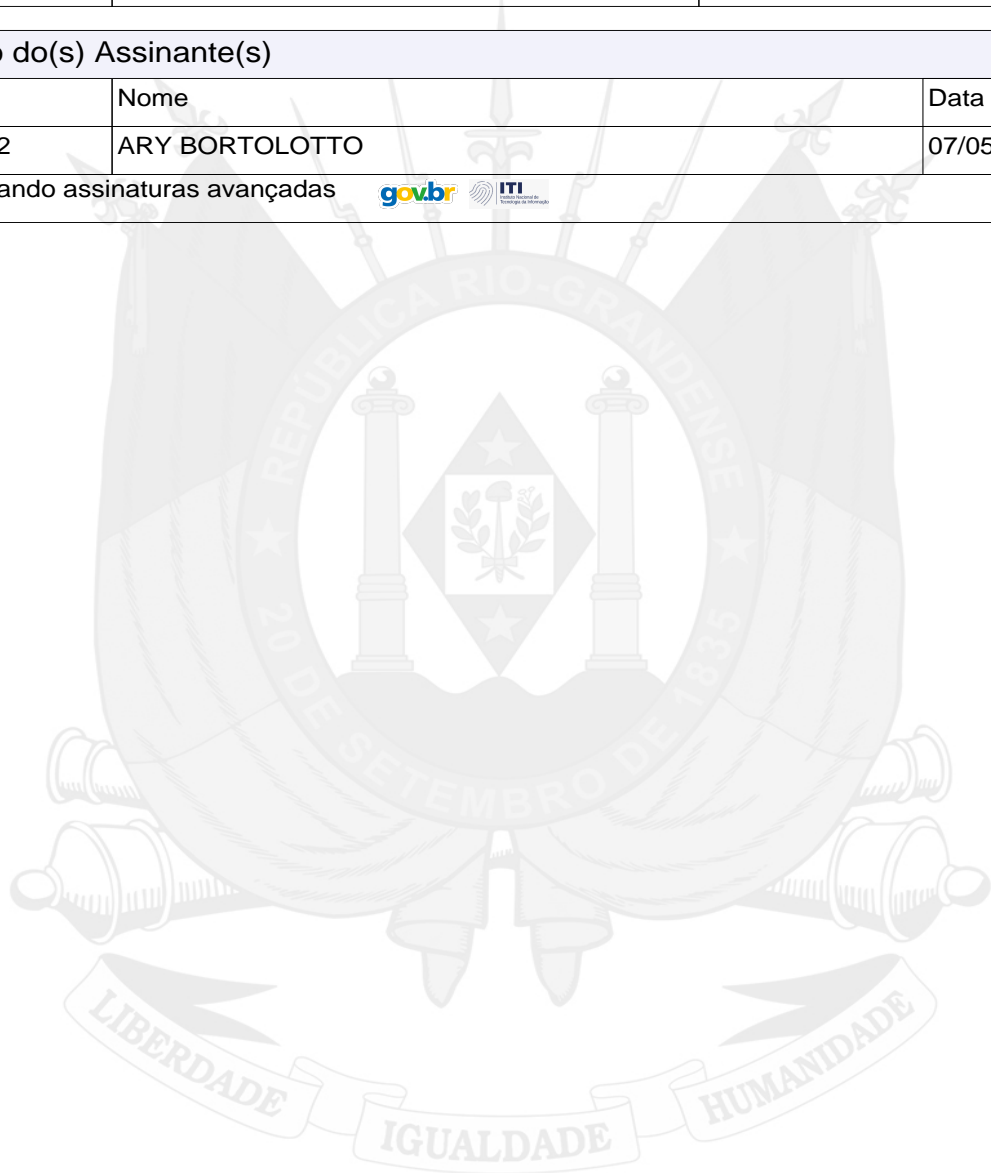 o do(s) Assinante(s)
Nome
Data
2
ARY BORTOLOTTO
07/05
ando assinaturas avançadas
gov.br
ITI
REPÚBLICA RIO-GRANDENSE
20 DE SETEMBRO DE 1835
LIBERDADE
IGUALDADE
HUMANIDADE